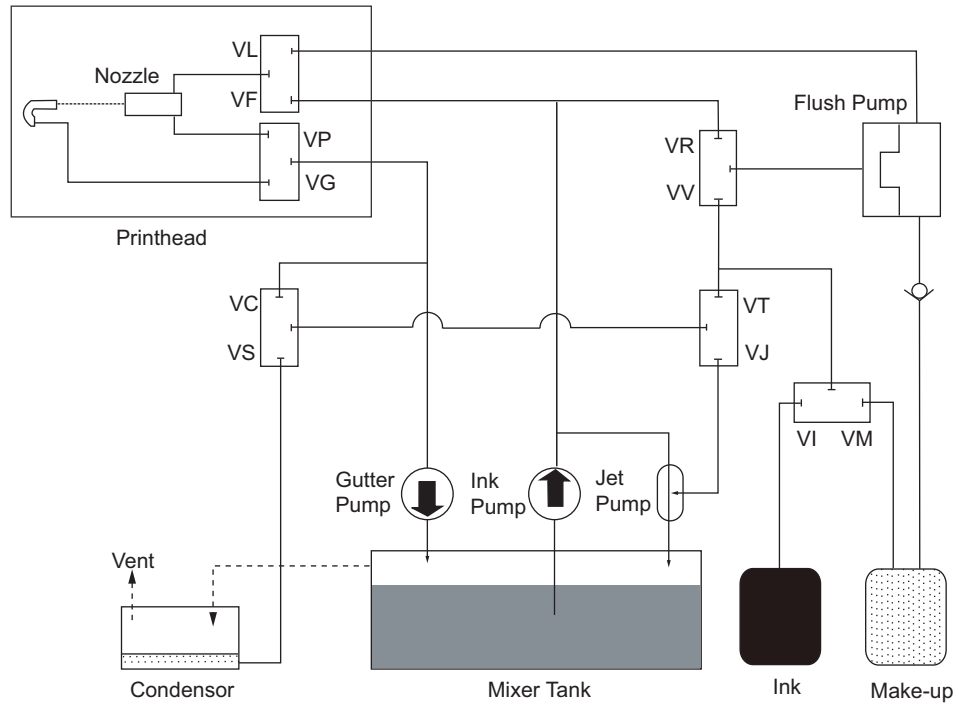 VL
Nozzle
VF
Flush Pump
VP
VR
VG
VV
Printhead
VC
VT
VS
VJ
VI
VM
Gutter
Pump
Ink
Pump
Jet
Pump
Vent
Condensor
Mixer Tank
Ink
Make-up